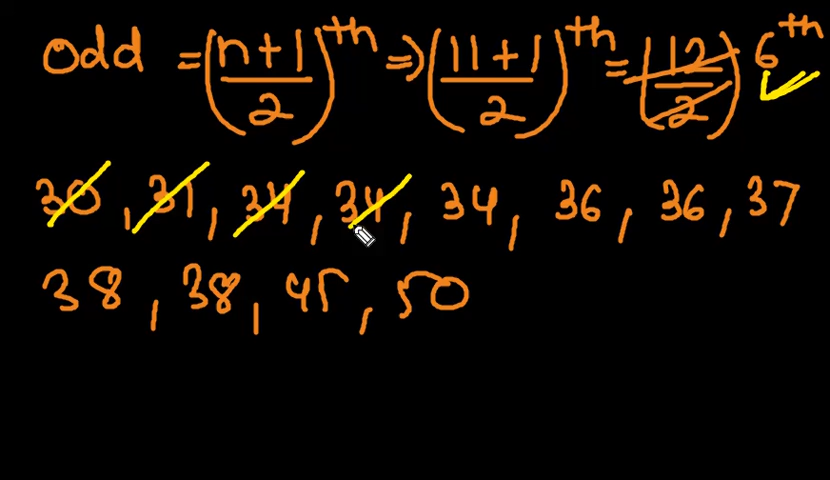 Odd = (n+1/2)th => (11+1/2)th = (12/2) 6th
30, 31, 34, 34, 34, 36, 36, 37
38, 38, 45, 50